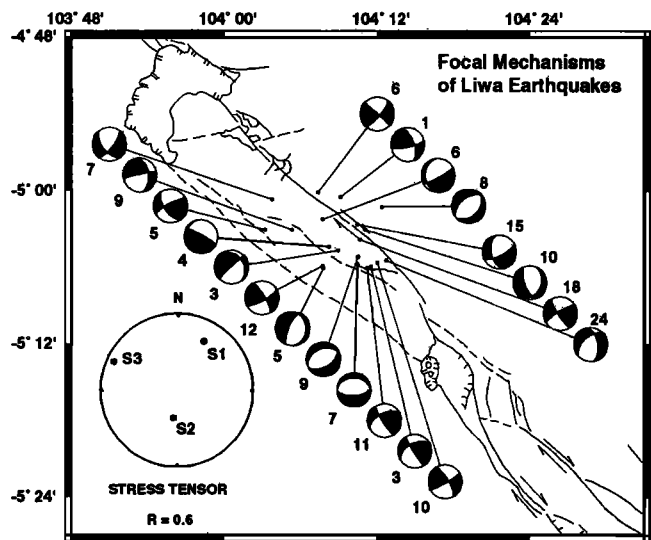 103° 48' 104° 00' 104° 12' 104° 24'
-4° 48'
Focal Mechanisms
of Liwa Earthquakes
6
1
6
8
7
-5° 00'
9
5
15
4
10
3
18
12
24
N
5
S1
S3
-5° 12'
9
7
S2
11
3
10
STRESS TENSOR
-5° 24'
R = 0.6